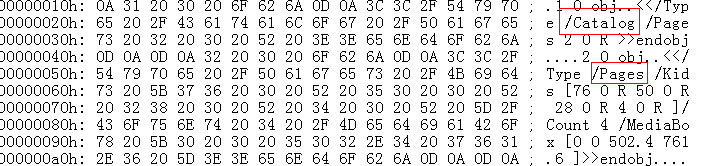 00000010h: 0A 31 20 30 20 6F 62 6A 0D 0A 3C 3C 2F 54 79 70 ; .1 0 obj..<</Typ
00000020h: 65 20 2F 43 61 74 61 6C 6F 67 20 2F 50 61 67 65 ; e /Catalog /Page
00000030h: 73 20 32 20 30 20 52 20 3E 3E 65 6E 64 6F 62 6A ; s 2 0 R >>endobj
00000040h: 0D 0A 0D 0A 32 20 30 20 6F 62 6A 0D 0A 3C 3C 2F ; ....2 0 obj..<</
00000050h: 54 79 70 65 20 2F 50 61 67 65 73 20 2F 4B 69 64 ; Type /Pages /Kid
00000060h: 73 20 5B 37 36 20 30 20 52 20 35 30 20 30 20 52 ; s [76 0 R 50 0 R
00000070h: 20 32 38 20 30 20 52 20 34 20 30 20 52 20 5D 2F ;  28 0 R 4 0 R ]/
00000080h: 43 6F 75 6E 74 20 34 20 2F 4D 65 64 69 61 42 6F ; Count 4 /MediaBo
00000090h: 78 20 5B 30 20 30 20 35 30 32 2E 34 20 37 36 31 ; x [0 0 502.4 761
000000a0h: 2E 36 20 5D 3E 3E 65 6E 64 6F 62 6A 0D 0A 0D 0A ; .6 ]>>endobj....